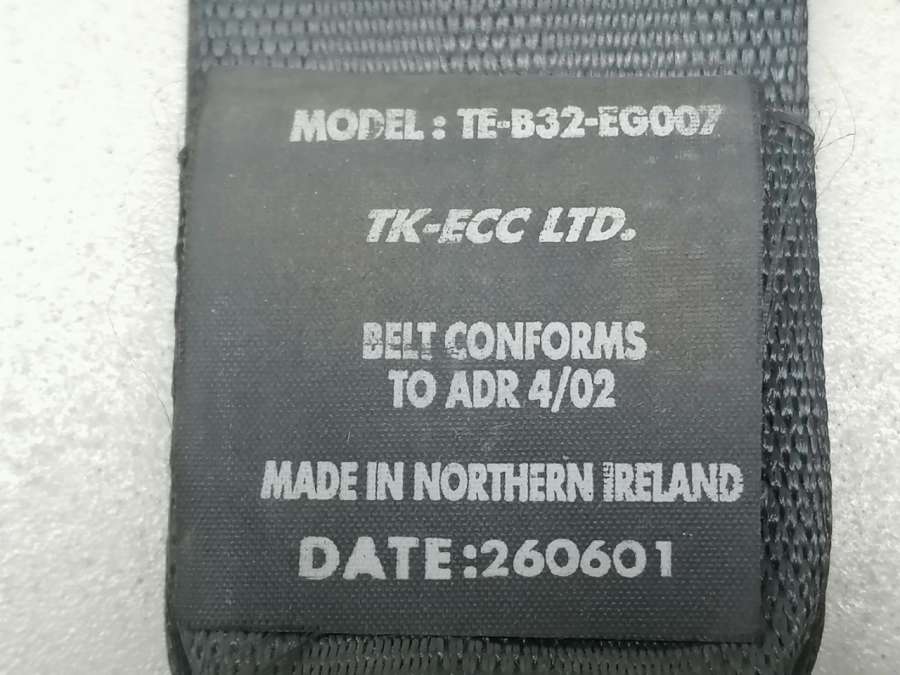 MODEL: TE-B32-EG007
TK-ECC LTD.
BELT CONFORMS
TO ADR 4/02
MADE IN NORTHERN IRELAND
DATE:260601